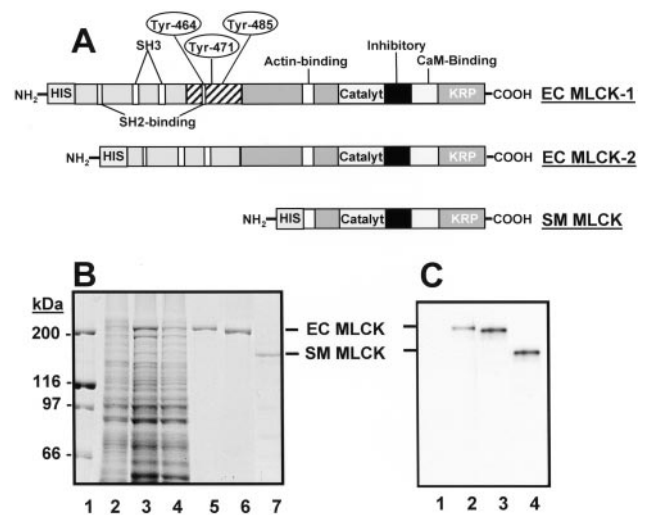 A
Tyr-464
Tyr-485
Tyr-471
SH3
Actin-binding
Inhibitory
CaM-Binding
NH2 HIS Catalyt KRP COOH EC MLCK-1
SH2-binding
NH2 HIS Catalyt KRP COOH EC MLCK-2
NH2 HIS Catalyt KRP COOH SM MLCK
B
C
kDa
200
EC MLCK
SM MLCK
116
97
66
1 2 3 4 5 6 7
1 2 3 4